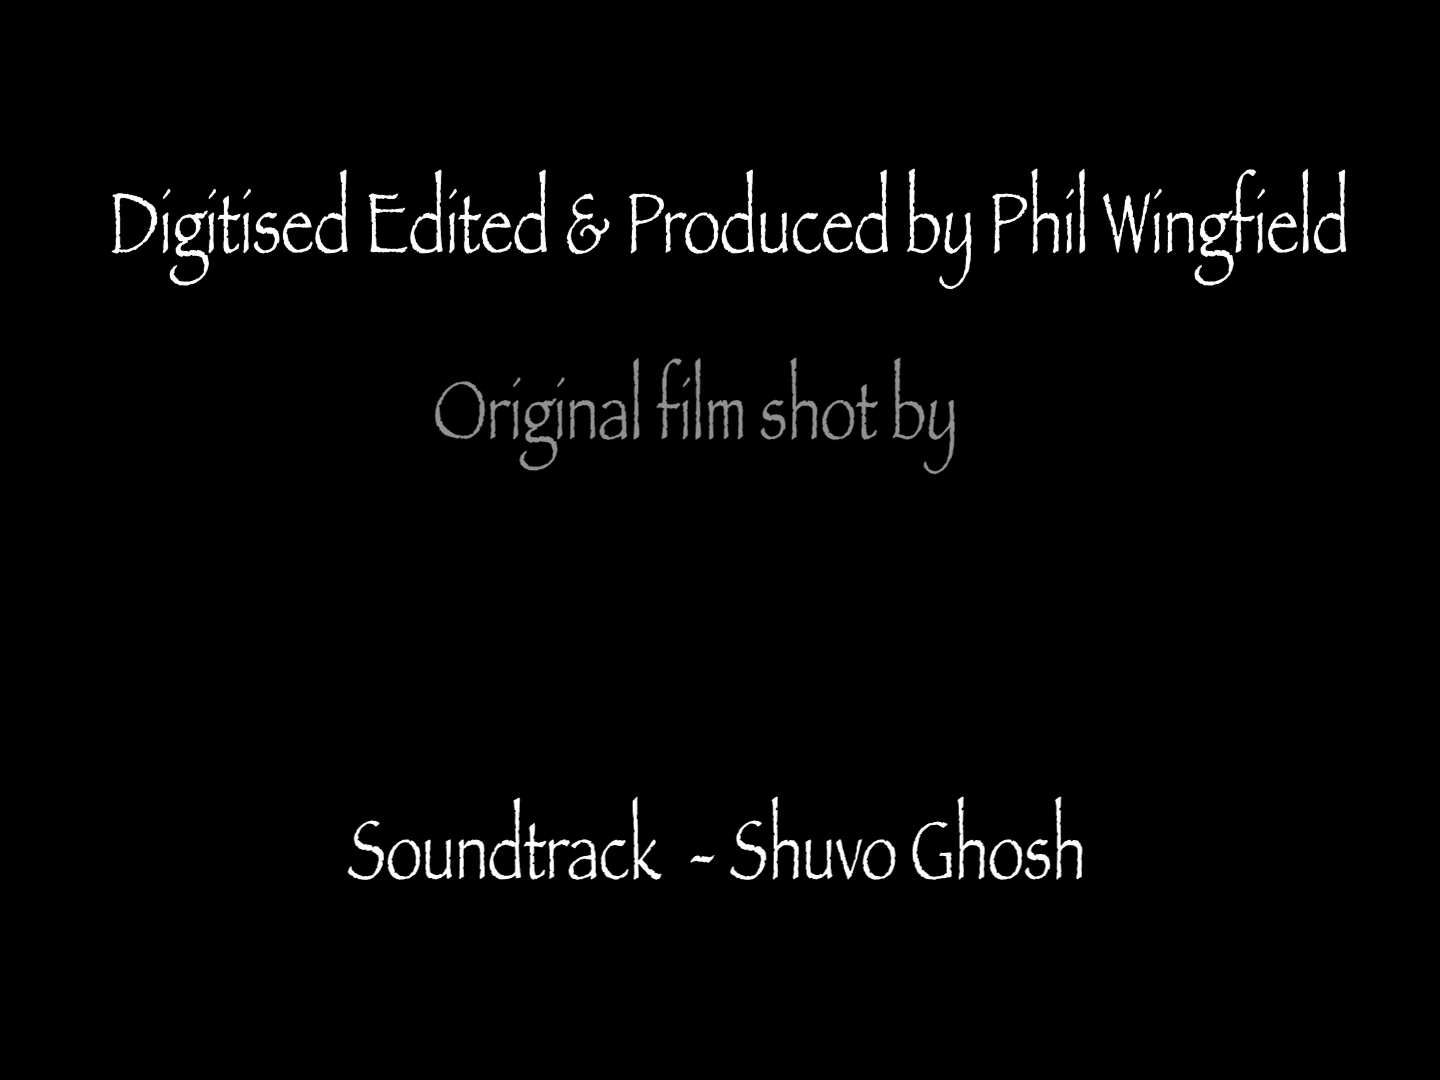 Digitised Edited & Produced by Phil Wingfield
Original film shot by
Soundtrack - Shuvo Ghosh